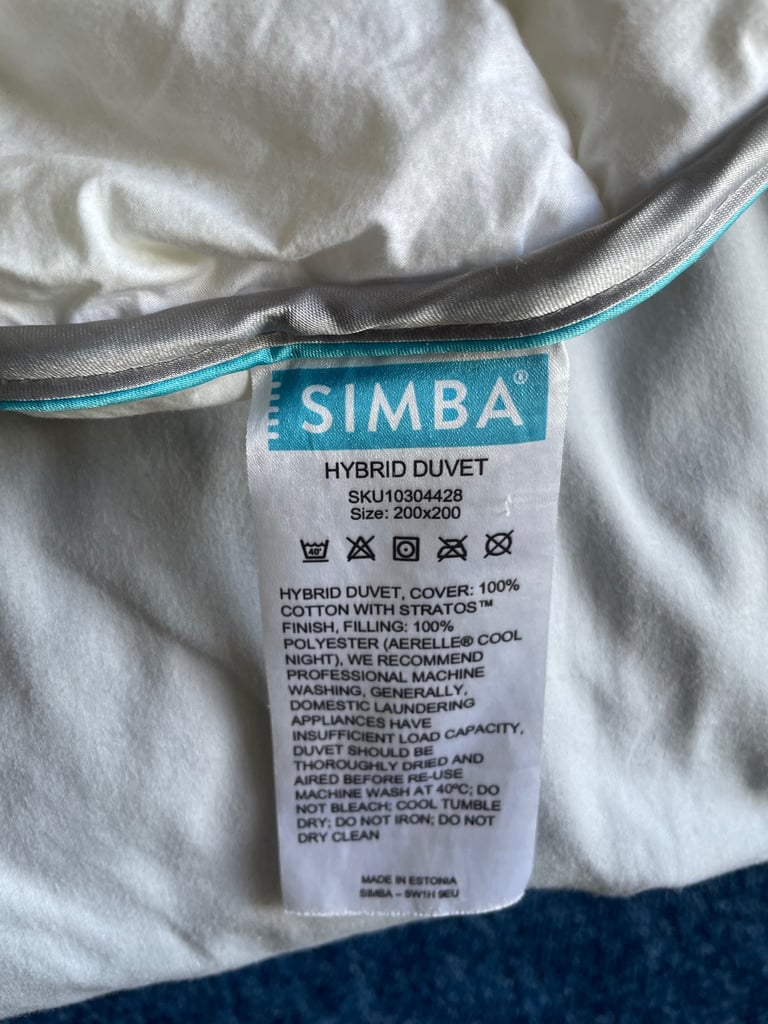 SIMBA®
HYBRID DUVET
SKU10304428
Size: 200x200
40°
HYBRID DUVET, COVER: 100%
COTTON WITH STRATOS™
FINISH, FILLING: 100%
POLYESTER (AERELLE® COOL
NIGHT), WE RECOMMEND
PROFESSIONAL MACHINE
WASHING, GENERALLY,
DOMESTIC LAUNDERING
APPLIANCES HAVE
INSUFFICIENT LOAD CAPACITY,
DUVET SHOULD BE
THOROUGHLY DRIED AND
AIRED BEFORE RE-USE
MACHINE WASH AT 40ºC; DO
NOT BLEACH; COOL TUMBLE
DRY; DO NOT IRON; DO NOT
DRY CLEAN
MADE IN ESTONIA
SIMBA – SW1H 9EU